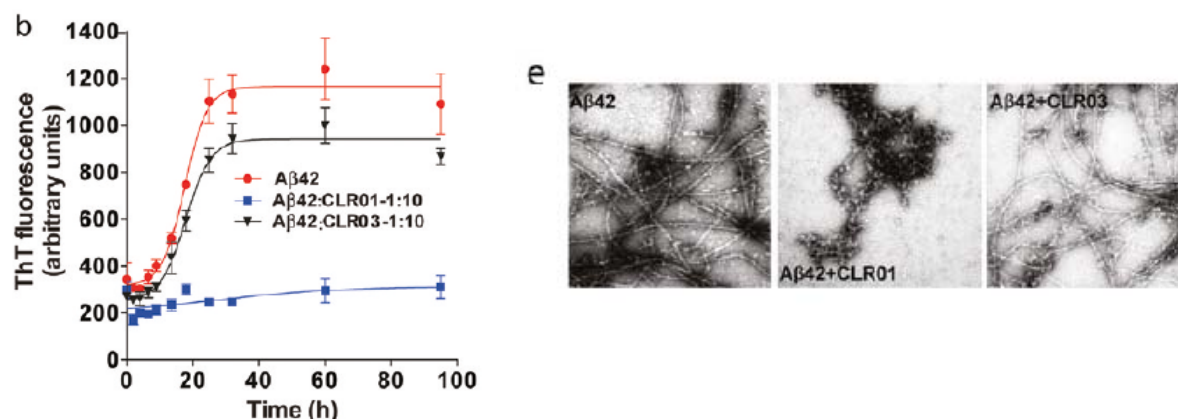 b
1400
1200
1000
800
600
400
200
0
ThT fluorescence
(arbitrary units)
0 20 40 60 80 100
Time (h)
Aβ42
Aβ42:CLR01-1:10
Aβ42:CLR03-1:10
e
Aβ42
Aβ42+CLR01
Aβ42+CLR03